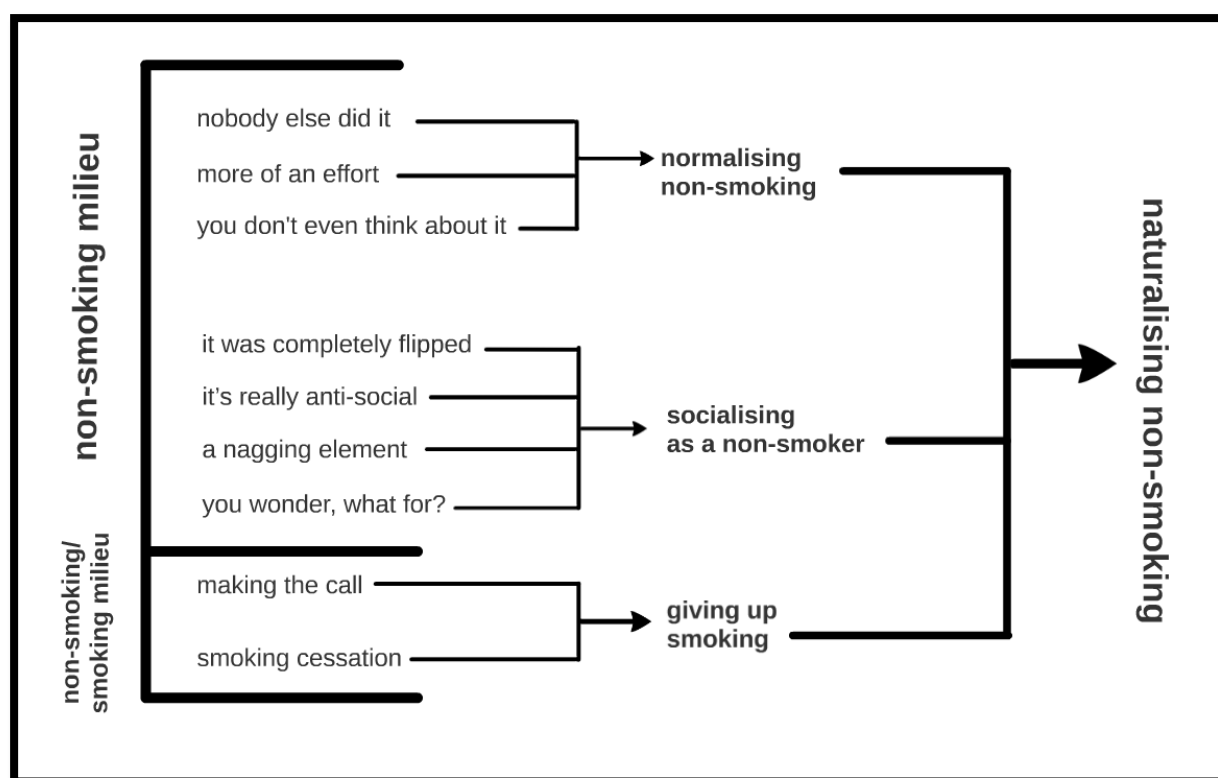 non-smoking milieu
nobody else did it
more of an effort
you don't even think about it
normalising
non-smoking
it was completely flipped
it’s really anti-social
a nagging element
you wonder, what for?
socialising
as a non-smoker
non-smoking/
smoking milieu
making the call
smoking cessation
giving up
smoking
naturalising non-smoking